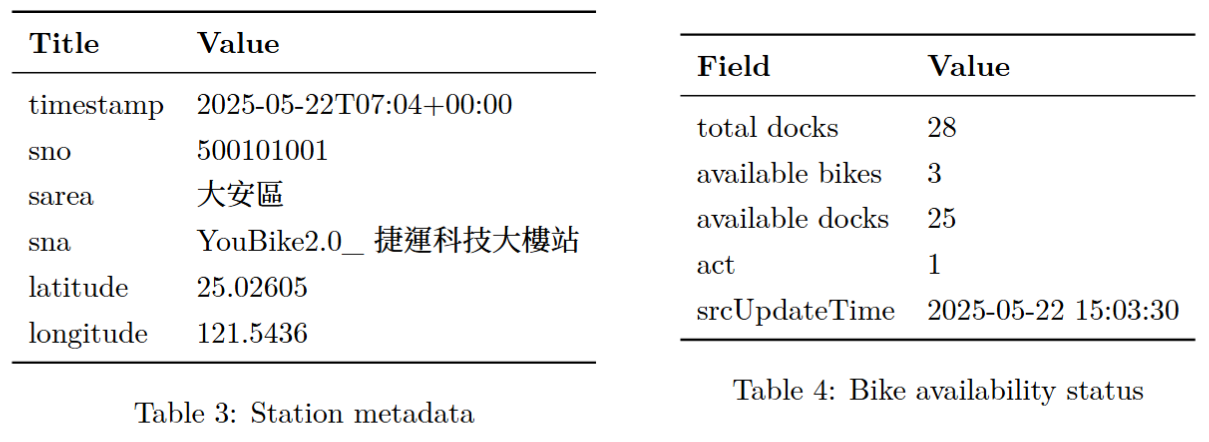 Title Value
timestamp 2025-05-22T07:04+00:00
sno 500101001
sarea 大安區
sna YouBike2.0_ 捷運科技大樓站
latitude 25.02605
longitude 121.5436
Table 3: Station metadata
Field Value
total docks 28
available bikes 3
available docks 25
act 1
srcUpdateTime 2025-05-22 15:03:30
Table 4: Bike availability status